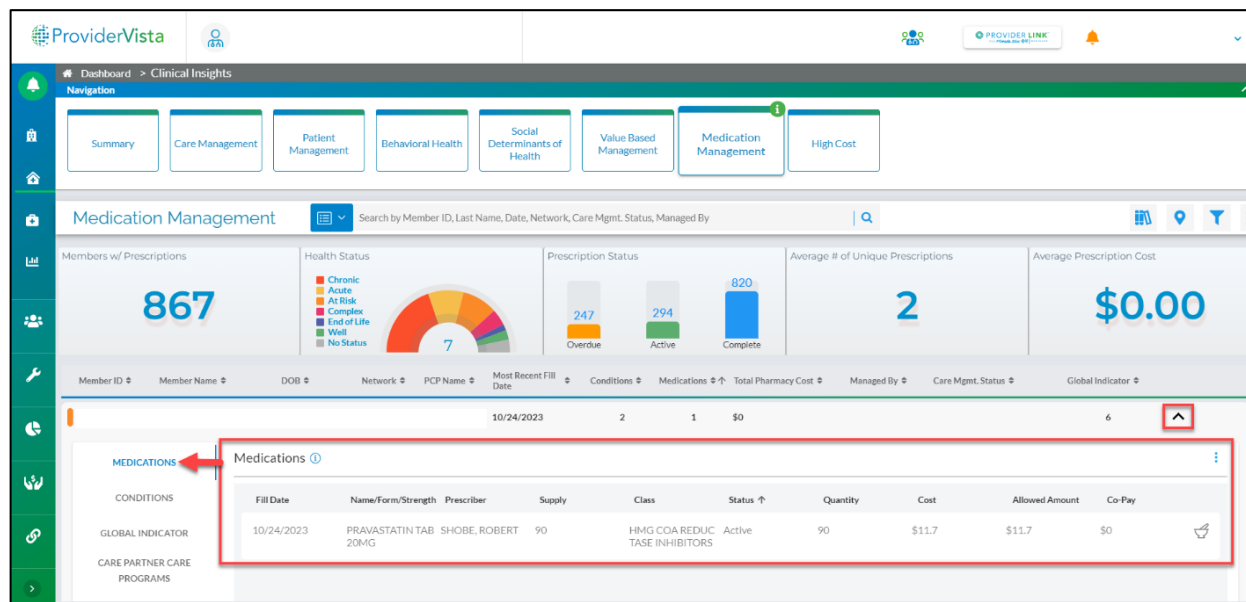 ProviderVista
PROVIDER LINK
Dashboard > Clinical Insights
Navigation
Summary
Care Management
Patient
Management
Behavioral Health
Social
Determinants of
Health
Value Based
Management
Medication
Management
i
High Cost
Medication Management
Search by Member ID, Last Name, Date, Network, Care Mgmt. Status, Managed By
Members w/ Prescriptions
867
Health Status
Chronic
Acute
At Risk
Complex
End of Life
Well
No Status
7
Prescription Status
247
294
820
Overdue
Active
Complete
Average # of Unique Prescriptions
2
Average Prescription Cost
$0.00
Member ID Member Name DOB Network PCP Name Most Recent Fill Date Conditions Medications Total Pharmacy Cost Managed By Care Mgmt. Status Global Indicator
10/24/2023 2 1 $0 6
MEDICATIONS
CONDITIONS
GLOBAL INDICATOR
CARE PARTNER CARE
PROGRAMS
Medications
Fill Date Name/Form/Strength Prescriber Supply Class Status Quantity Cost Allowed Amount Co-Pay
10/24/2023 PRAVASTATIN TAB SHOBE, ROBERT 90 HMG COA REDUC Active 90 $11.7 $11.7 $0
20MG TASE INHIBITORS